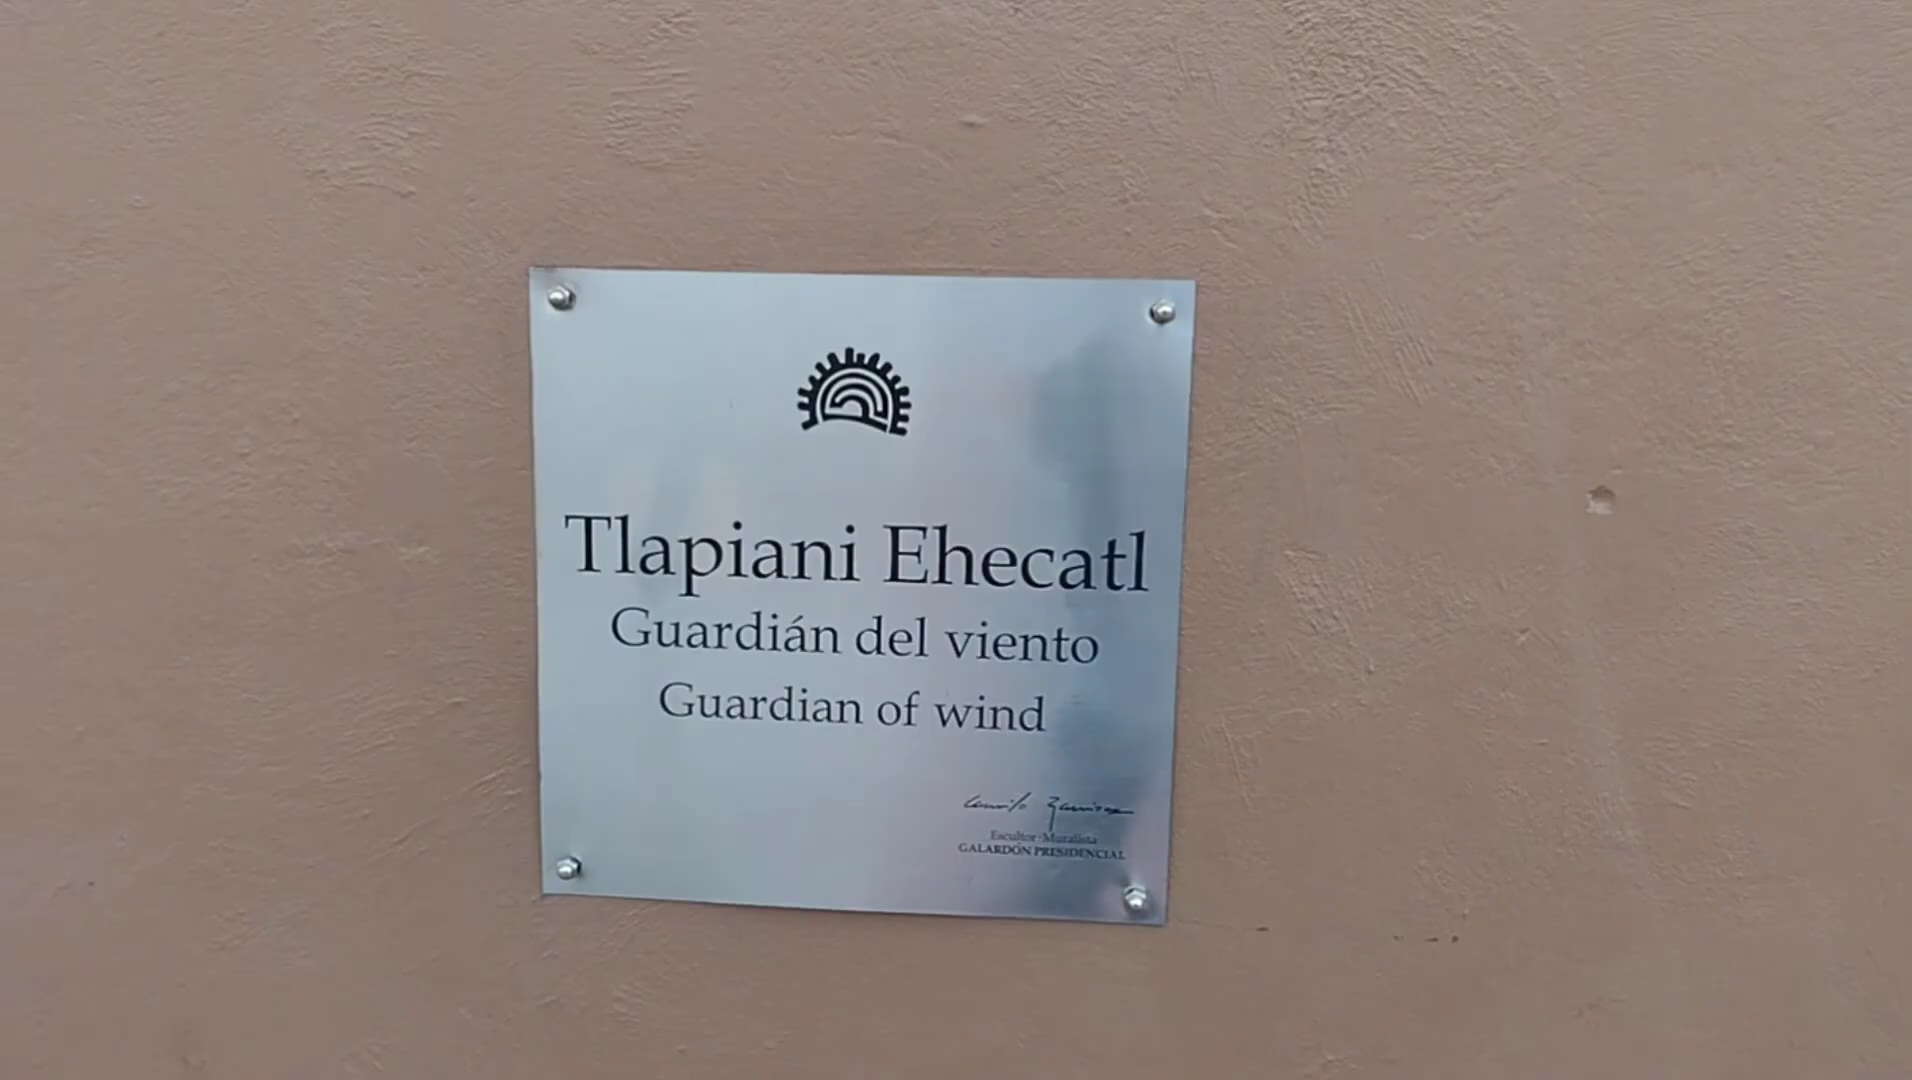 Tlapiani Ehecatl
Guardián del viento
Guardian of wind
Escultor-Muralista
GALARDÓN PRESIDENCIAL